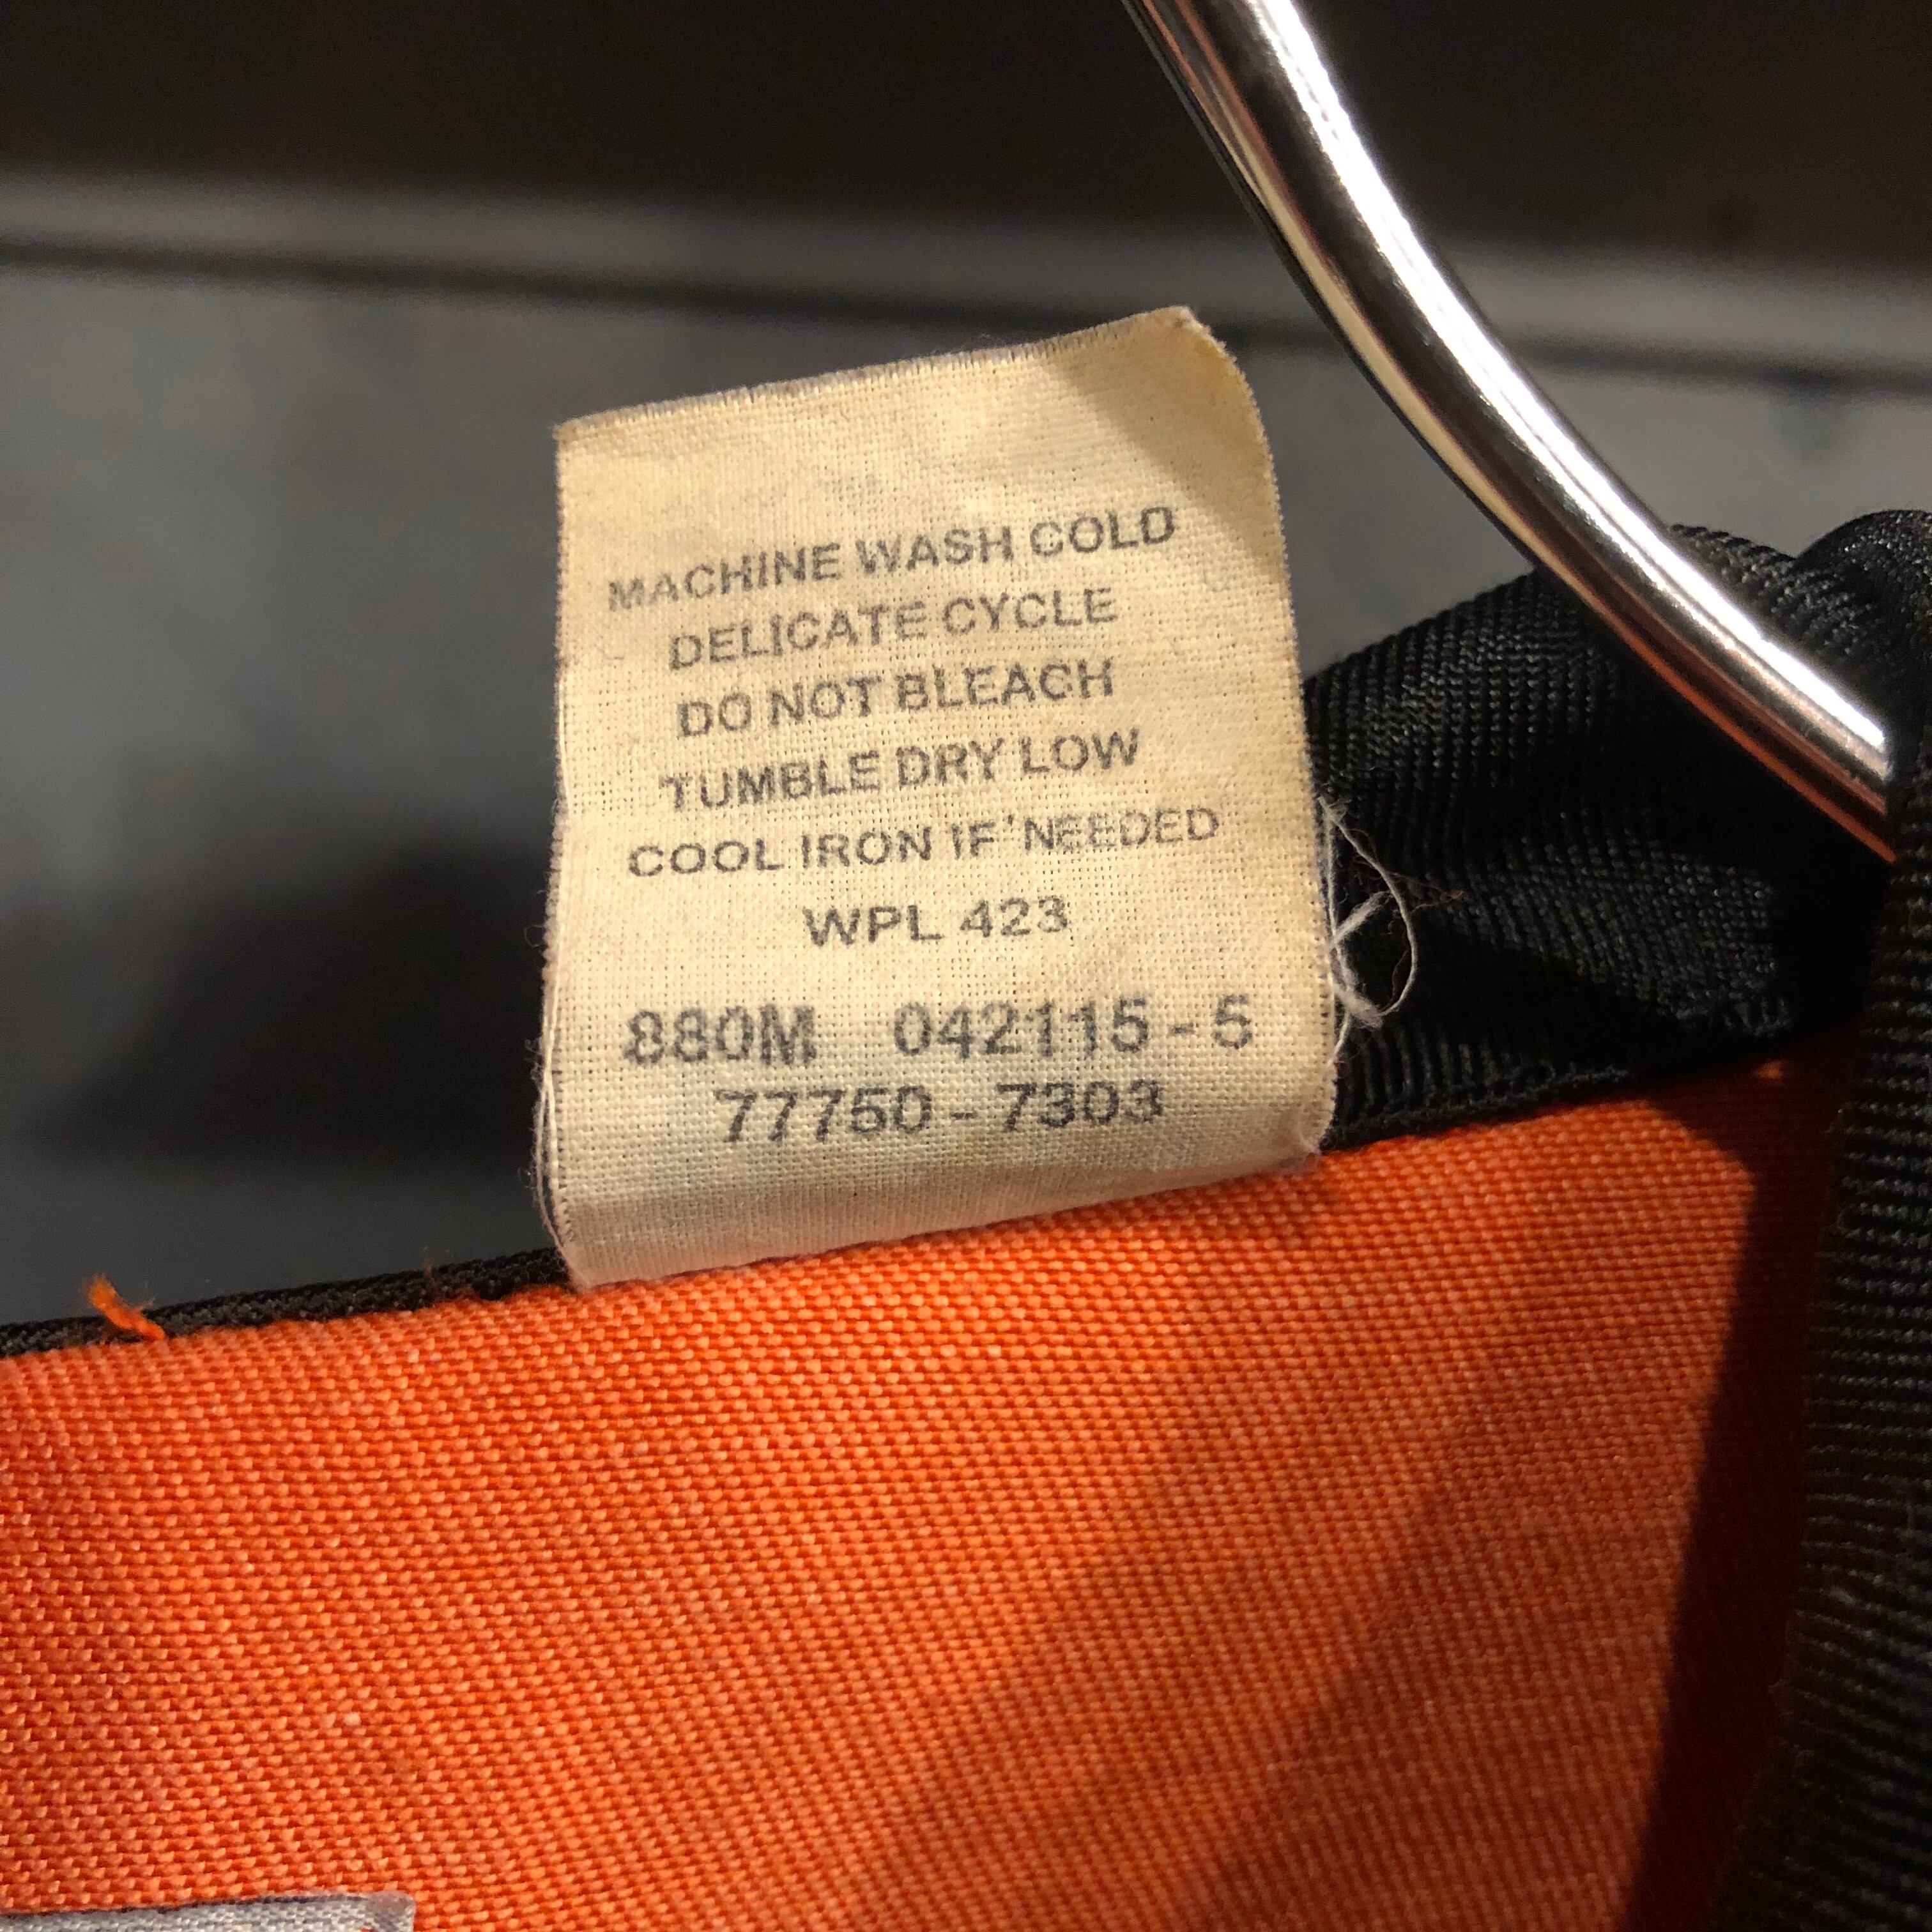 MACHINE WASH COLD
DELICATE CYCLE
DO NOT BLEACH
TUMBLE DRY LOW
COOL IRON IF NEEDED
WPL 423
880M 042115-5
77750-7303